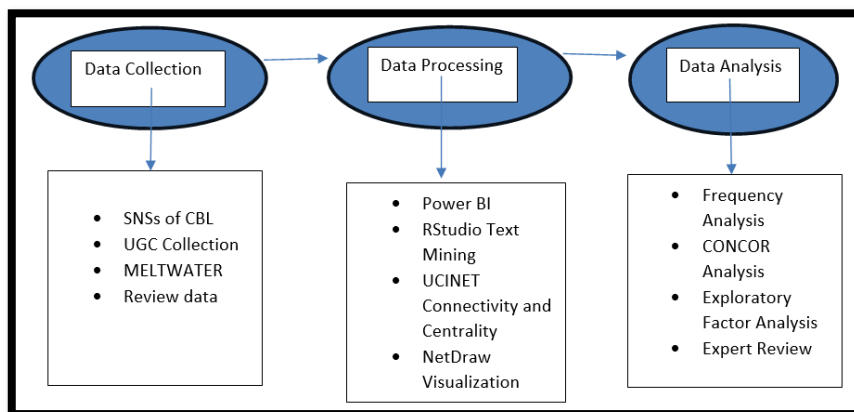 Data Collection
Data Processing
Data Analysis
• SNSs of CBL
• UGC Collection
• MELTWATER
• Review data
• Power BI
• RStudio Text
Mining
• UCINET
Connectivity and
Centrality
• NetDraw
Visualization
• Frequency
Analysis
• CONCOR
Analysis
• Exploratory
Factor Analysis
• Expert Review